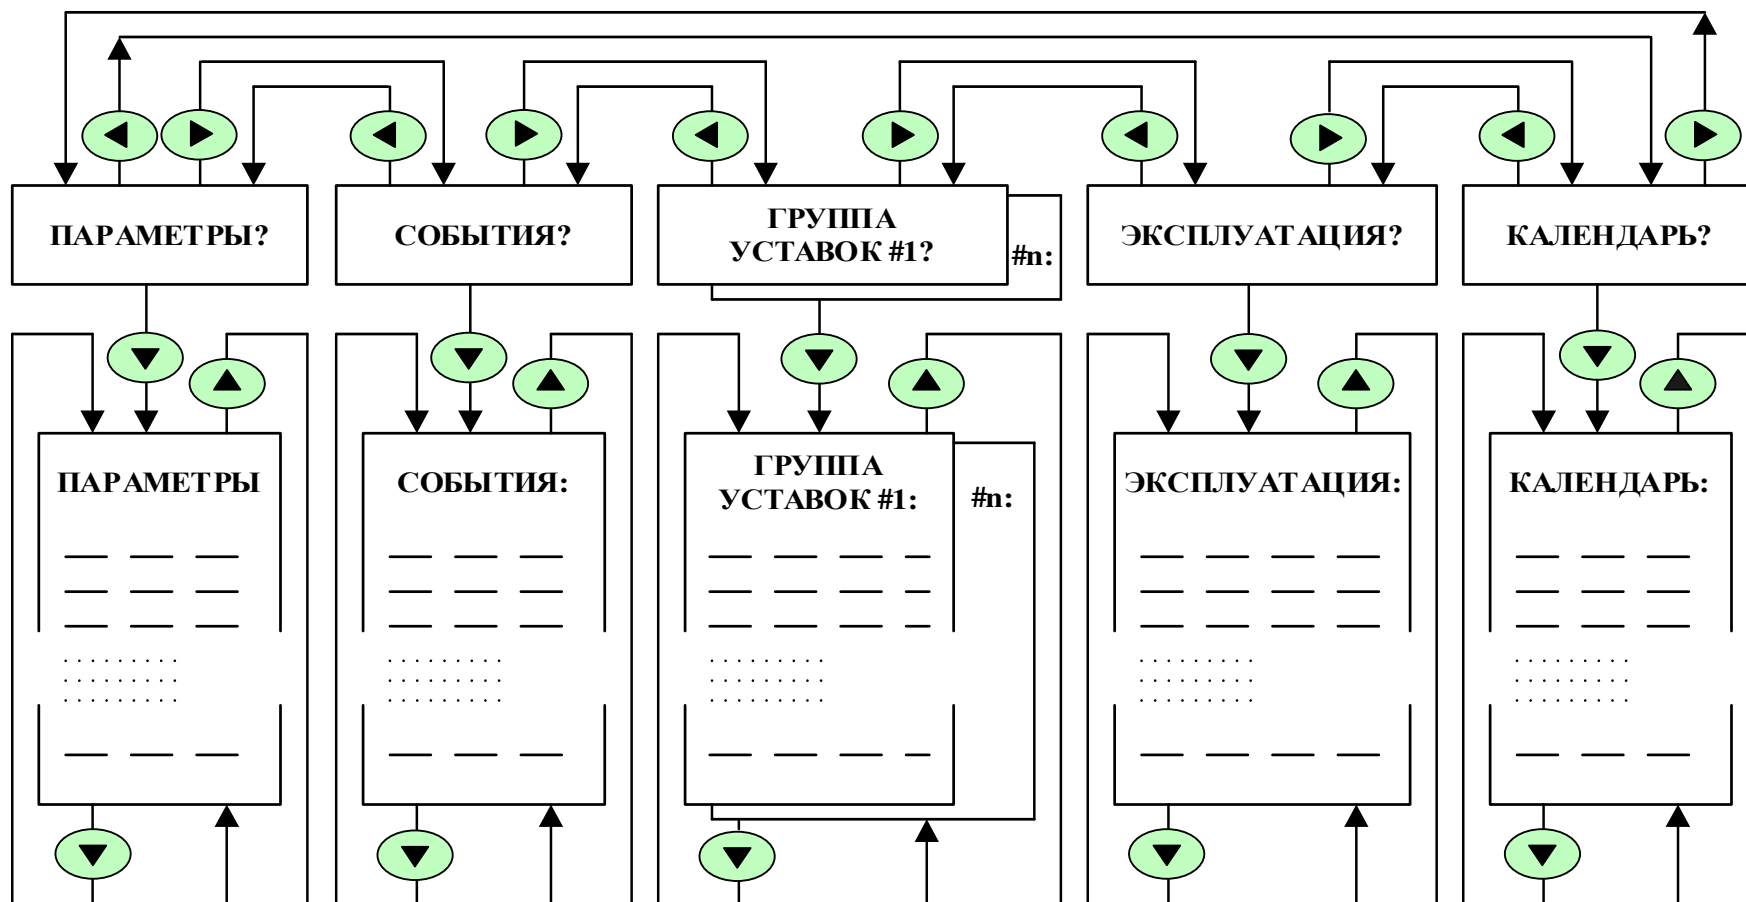 ПАРАМЕТРЫ?
СОБЫТИЯ?
ГРУППА
УСТАВОК #1?
#n:
ЭКСПЛУАТАЦИЯ?
КАЛЕНДАРЬ?
ПАРАМЕТРЫ
СОБЫТИЯ:
ГРУППА
УСТАВОК #1:
#n:
ЭКСПЛУАТАЦИЯ:
КАЛЕНДАРЬ: